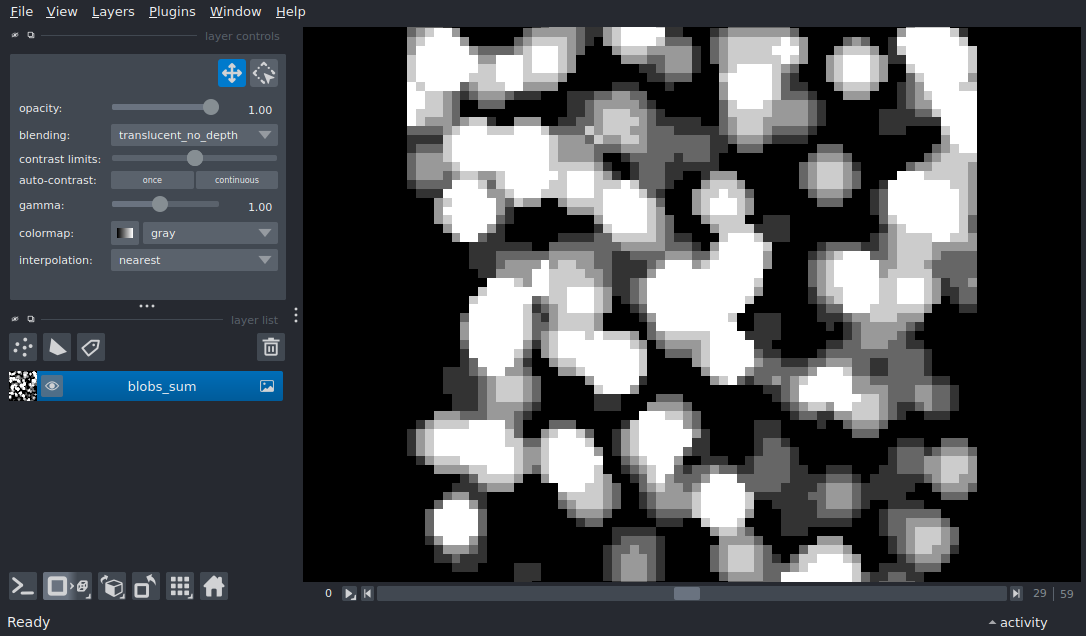 File View Layers Plugins Window Help
layer controls
opacity: 1.00
blending: translucent_no_depth
contrast limits:
auto-contrast: once continuous
gamma: 1.00
colormap: gray
interpolation: nearest
layer list
blobs_sum
0 29 59
Ready activity